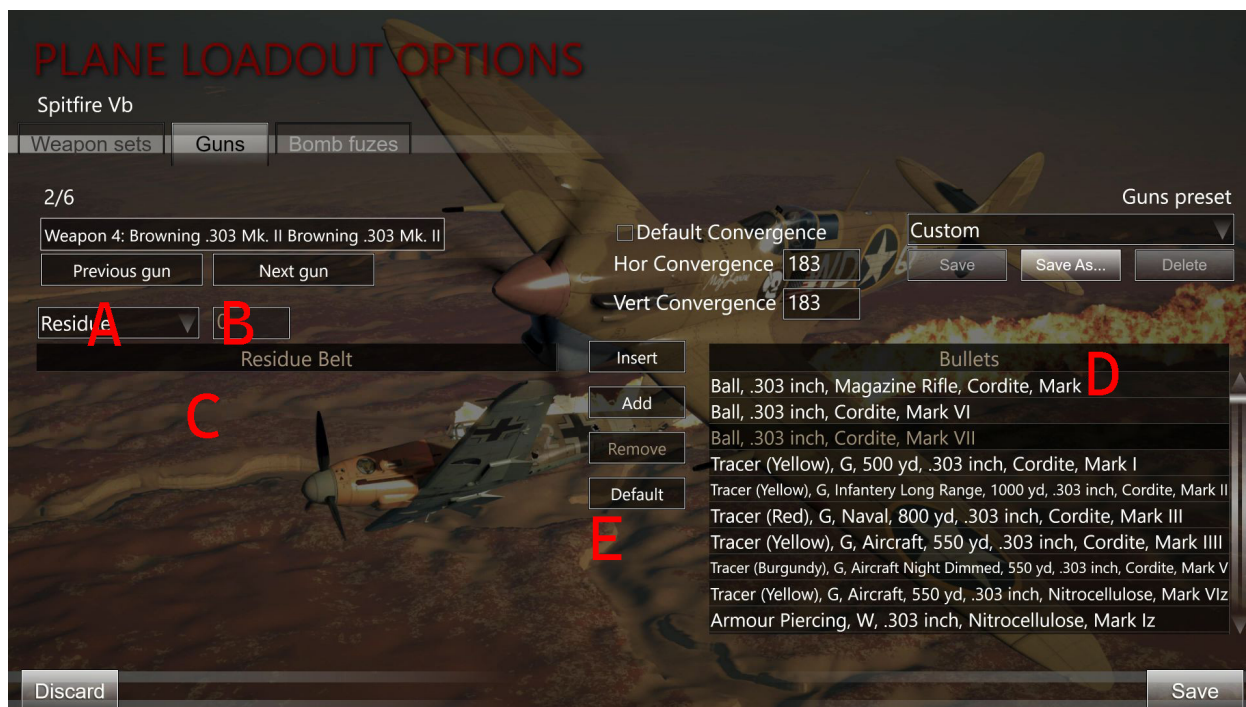 PLANE LOADOUT OPTIONS
Spitfire Vb
Weapon sets Guns Bomb fuzes
2/6
Guns preset
Weapon 4: Browning .303 Mk. II Browning .303 Mk. II
Default Convergence
Custom
Previous gun Next gun
Hor Convergence 183
Save Save As... Delete
Vert Convergence 183
Residue
A B
Residue Belt
Insert
Bullets
D
Ball, .303 inch, Magazine Rifle, Cordite, Mark
C
Add
Ball, .303 inch, Cordite, Mark VI
Remove
Ball, .303 inch, Cordite, Mark VII
Tracer (Yellow), G, 500 yd, .303 inch, Cordite, Mark I
Default
Tracer (Yellow), G, Infantery Long Range, 1000 yd, .303 inch, Cordite, Mark II
Tracer (Red), G, Naval, 800 yd, .303 inch, Cordite, Mark III
E
Tracer (Yellow), G, Aircraft, 550 yd, .303 inch, Cordite, Mark IIII
Tracer (Burgundy), G, Aircraft Night Dimmed, 550 yd, .303 inch, Cordite, Mark V
Tracer (Yellow), G, Aircraft, 550 yd, .303 inch, Nitrocellulose, Mark VIz
Armour Piercing, W, .303 inch, Nitrocellulose, Mark Iz
Discard
Save